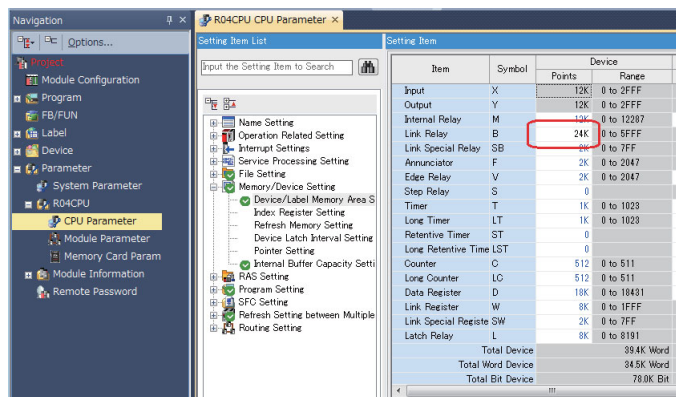 Navigation
R04CPU CPU Parameter
Options...
Project
Module Configuration
Program
FB/FUN
Label
Device
Parameter
System Parameter
R04CPU
CPU Parameter
Module Parameter
Memory Card Param
Module Information
Remote Password
Setting Item List
Input the Setting Item to Search
Name Setting
Operation Related Setting
Interrupt Settings
Service Processing Setting
File Setting
Memory/Device Setting
Device/Label Memory Area S
Index Register Setting
Refresh Memory Setting
Device Latch Interval Setting
Pointer Setting
Internal Buffer Capacity Setti
RAS Setting
Program Setting
SFC Setting
Refresh Setting between Multiple
Routing Setting
Setting Item
Item Symbol Device
Points Range
Input X 12K 0 to 2FFF
Output Y 12K 0 to 2FFF
Internal Relay M 12K 0 to 12287
Link Relay B 24K 0 to 5FFF
Link Special Relay SB 2K 0 to 7FF
Annunciator F 2K 0 to 2047
Edge Relay V 2K 0 to 2047
Step Relay S 0
Timer T 1K 0 to 1023
Long Timer LT 1K 0 to 1023
Retentive Timer ST 0
Long Retentive Time LST 0
Counter C 512 0 to 511
Long Counter LC 512 0 to 511
Data Register D 18K 0 to 18431
Link Register W 8K 0 to 1FFF
Link Special Registe SW 2K 0 to 7FF
Latch Relay L 8K 0 to 8191
Total Device 39.4K Word
Total Word Device 34.5K Word
Total Bit Device 78.0K Bit